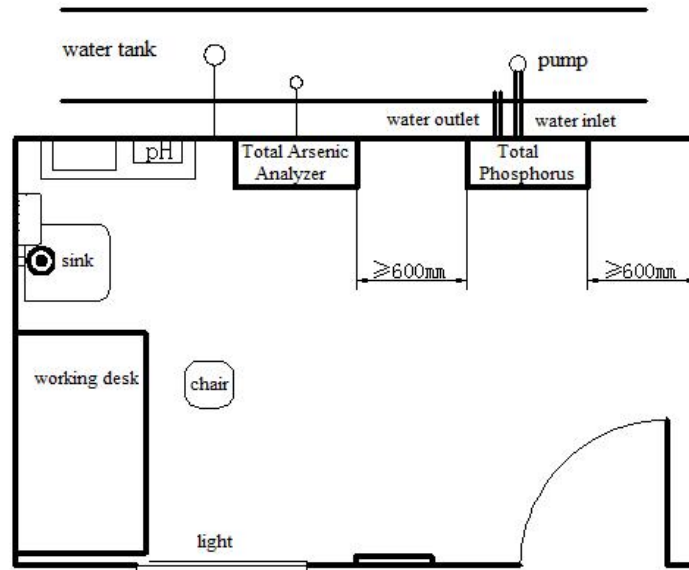 water tank
pump
water outlet
water inlet
pH
Total Arsenic
Analyzer
Total
Phosphorus
≥600mm
≥600mm
sink
working desk
chair
light